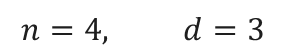 n = 4, d = 3